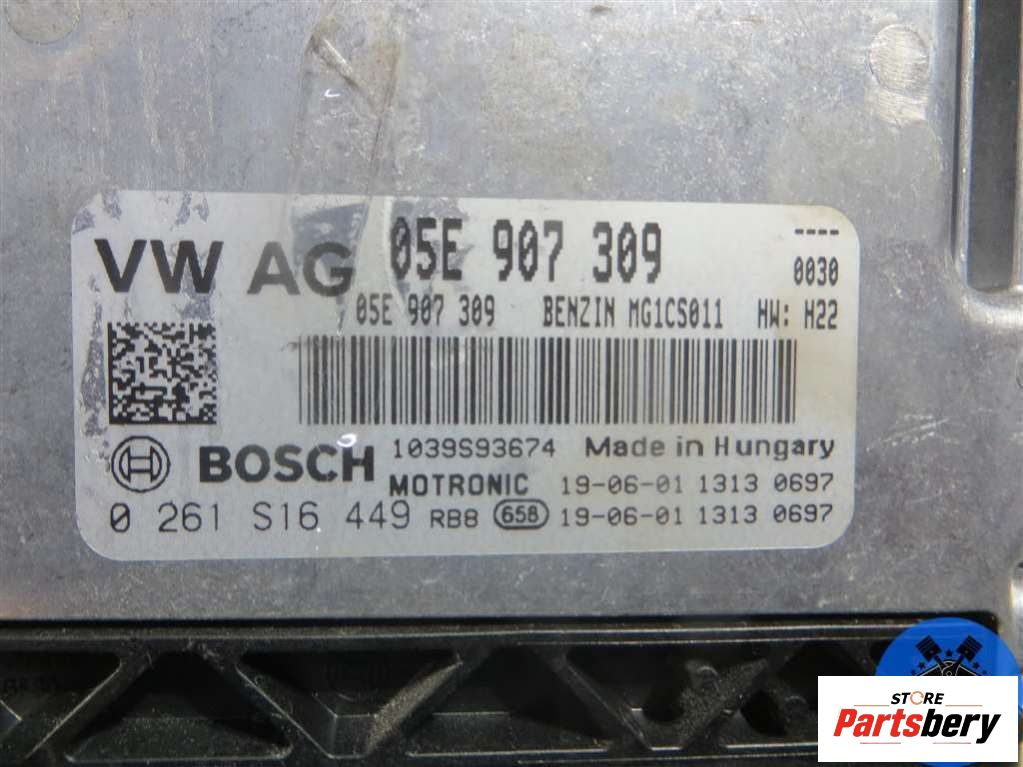 VW AG 05E 907 309 ----
0030
05E 907 309 BENZIN MG1CS011 HW: H22
BOSCH 1039S93674 Made in Hungary
MOTRONIC 19-06-01 1313 0697
0 261 S16 449 RB8 658 19-06-01 1313 0697
STORE
Partsbery